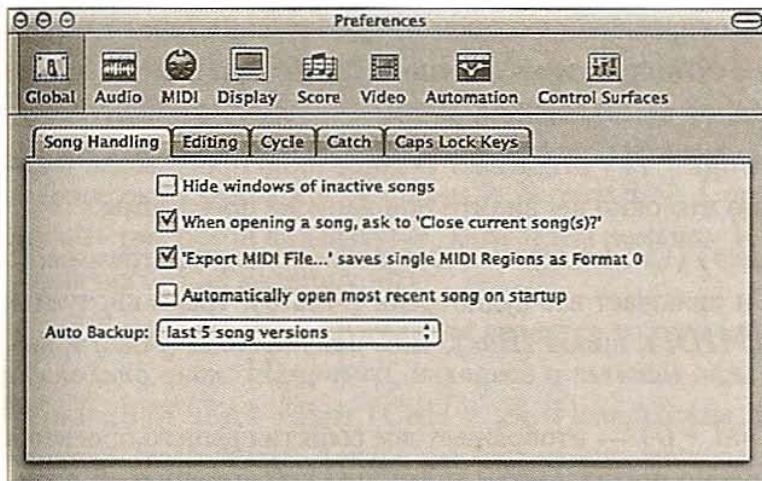 Preferences
Global Audio MIDI Display Score Video Automation Control Surfaces
Song Handling Editing Cycle Catch Caps Lock Keys
Hide windows of inactive songs
When opening a song, ask to 'Close current song(s)?'
'Export MIDI File...' saves single MIDI Regions as Format 0
Automatically open most recent song on startup
Auto Backup: last 5 song versions